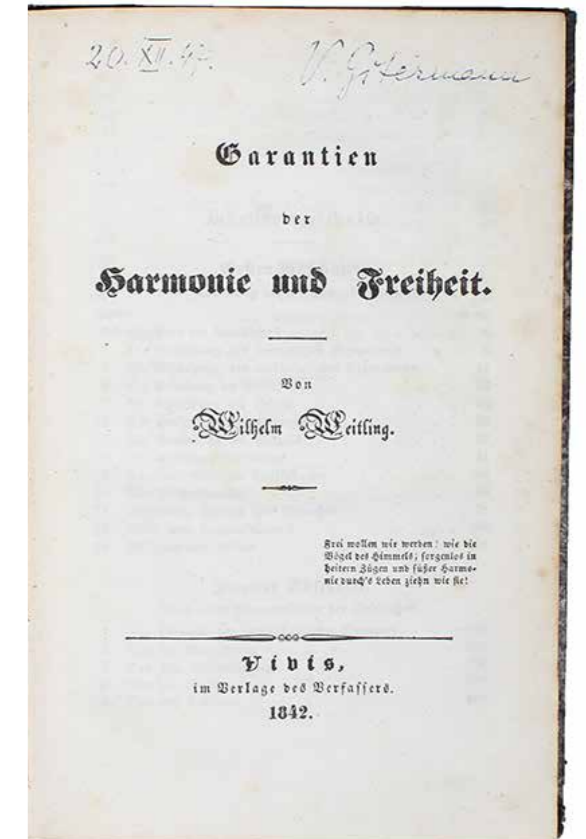 20. XII. 47.
V. Gitermann
Garantien
der
Harmonie und Freiheit.
Von
Wilhelm Weitling.
Frei wollen wir werden; wie die
Vögel des Himmels; sorgenlos in
heitern Zügen und süßer Harmo-
nie durch's Leben ziehn wie sie!
Vivis,
im Verlage des Verfassers.
1842.